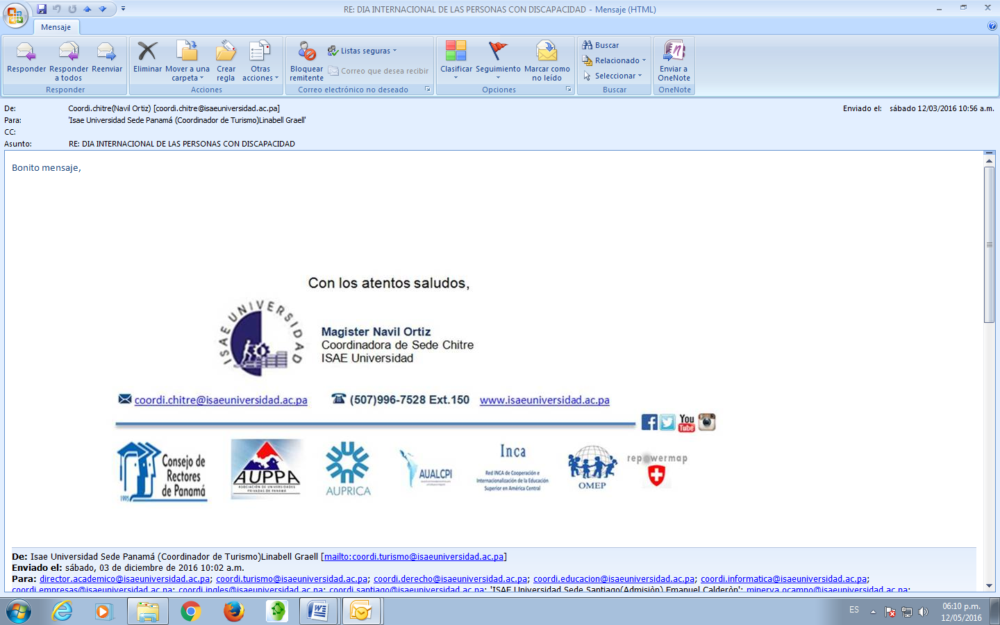 RE: DIA INTERNACIONAL DE LAS PERSONAS CON DISCAPACIDAD - Mensaje (HTML)
Mensaje
Responder
Responder a todos
Reenviar
Responder
Eliminar
Mover a una carpeta
Crear regla
Otras acciones
Acciones
Bloquear remitente
Listas seguras
Correo que desea recibir
Correo electrónico no deseado
Clasificar
Seguimiento
Marcar como no leído
Opciones
Buscar
Relacionado
Seleccionar
Buscar
Enviar a OneNote
OneNote
De: Coordi.chitre(Navil Ortiz) [coordi.chitre@isaeuniversidad.ac.pa] Enviado el: sábado 12/03/2016 10:56 a.m.
Para: 'Isae Universidad Sede Panamá (Coordinador de Turismo)Linabell Graell'
CC:
Asunto: RE: DIA INTERNACIONAL DE LAS PERSONAS CON DISCAPACIDAD
Bonito mensaje,
Con los atentos saludos,
ISAE UNIVERSIDAD
Magister Navil Ortiz
Coordinadora de Sede Chitre
ISAE Universidad
coordi.chitre@isaeuniversidad.ac.pa (507)996-7528 Ext.150 www.isaeuniversidad.ac.pa
You Tube
Consejo de Rectores de Panamá
1995
AUPPA
ASOCIACION DE UNIVERSIDADES PRIVADAS DE PANAMÁ
AUPRICA
AUALCPI
Inca
Red INCA de Cooperación e Internacionalización de la Educación Superior en América Central
OMEP
repowermap
De: Isae Universidad Sede Panamá (Coordinador de Turismo)Linabell Graell [mailto:coordi.turismo@isaeuniversidad.ac.pa]
Enviado el: sábado, 03 de diciembre de 2016 10:02 a.m.
Para: director.academico@isaeuniversidad.ac.pa; coordi.turismo@isaeuniversidad.ac.pa; coordi.derecho@isaeuniversidad.ac.pa; coordi.educacion@isaeuniversidad.ac.pa; coordi.informatica@isaeuniversidad.ac.pa;
coordi.empresas@isaeuniversidad.ac.pa; coordi.ingles@isaeuniversidad.ac.pa; coordi.santiago@isaeuniversidad.ac.pa; 'ISAE Universidad Sede Santiago(Admisiòn) Emanuel Calderòn'; minerva.ocampo@isaeuniversidad.ac.pa;
ES
06:10 p.m.
12/05/2016